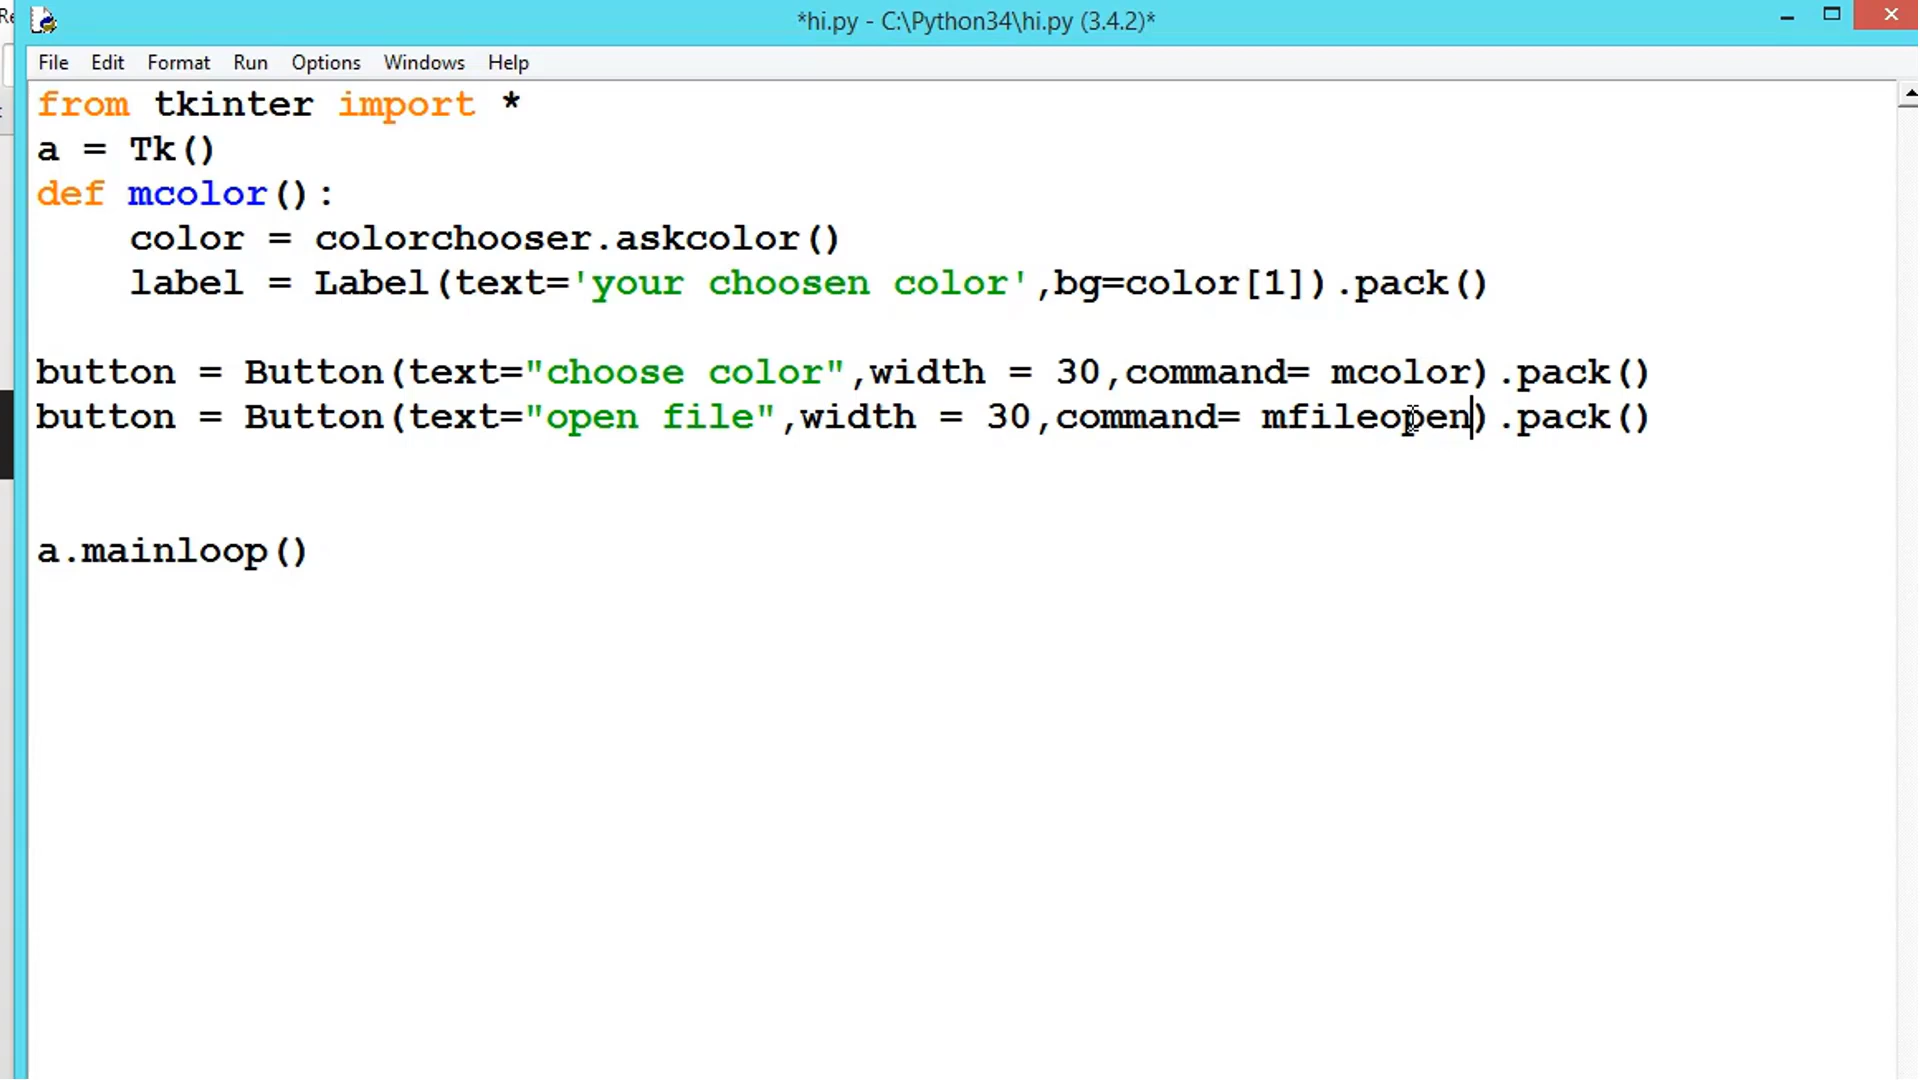 *hi.py - C:\Python34\hi.py (3.4.2)*
File Edit Format Run Options Windows Help
from tkinter import *
a = Tk()
def mcolor():
    color = colorchooser.askcolor()
    label = Label(text='your choosen color',bg=color[1]).pack()
button = Button(text="choose color",width = 30,command= mcolor).pack()
button = Button(text="open file",width = 30,command= mfileopen).pack()
a.mainloop()